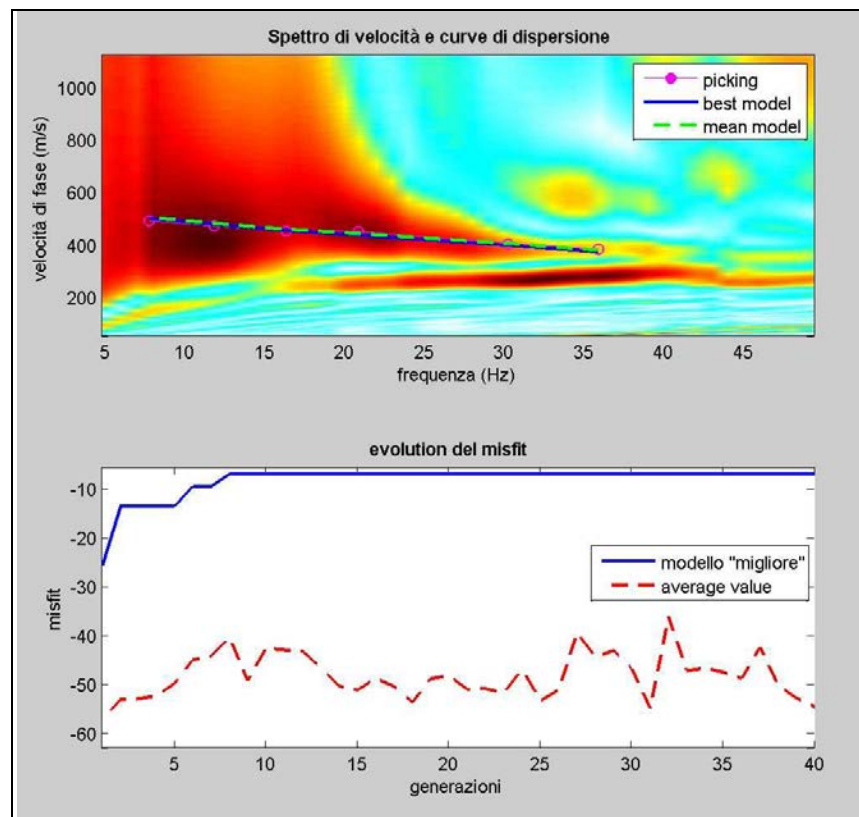 Spettro di velocità e curve di dispersione
picking
best model
mean model
velocità di fase (m/s)
1000
800
600
400
200
5 10 15 20 25 30 35 40 45
frequenza (Hz)
evolution del misfit
modello "migliore"
average value
misfit
-10
-20
-30
-40
-50
-60
5 10 15 20 25 30 35 40
generazioni